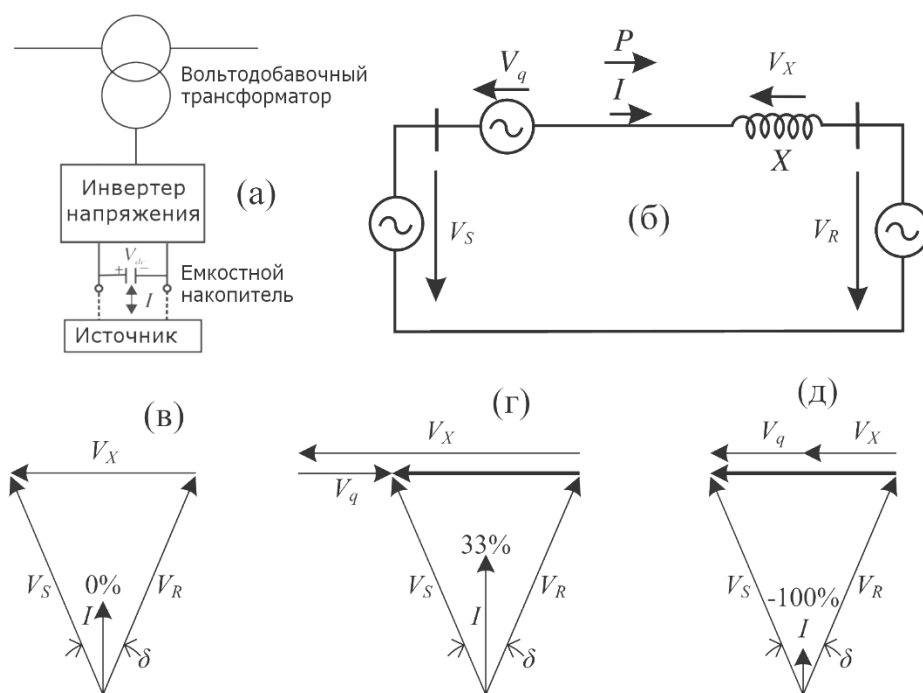 Вольтодобавочный
трансформатор
Инвертер
напряжения
(а)
V_dc
+ −
Емкостной
накопитель
I
Источник
P
V_q
I
V_X
X
V_S
(б)
V_R
(в)
V_X
0%
V_S
I
V_R
δ
(г)
V_X
V_q
33%
V_S
I
V_R
δ
(д)
V_q
V_X
-100%
V_S
I
V_R
δ